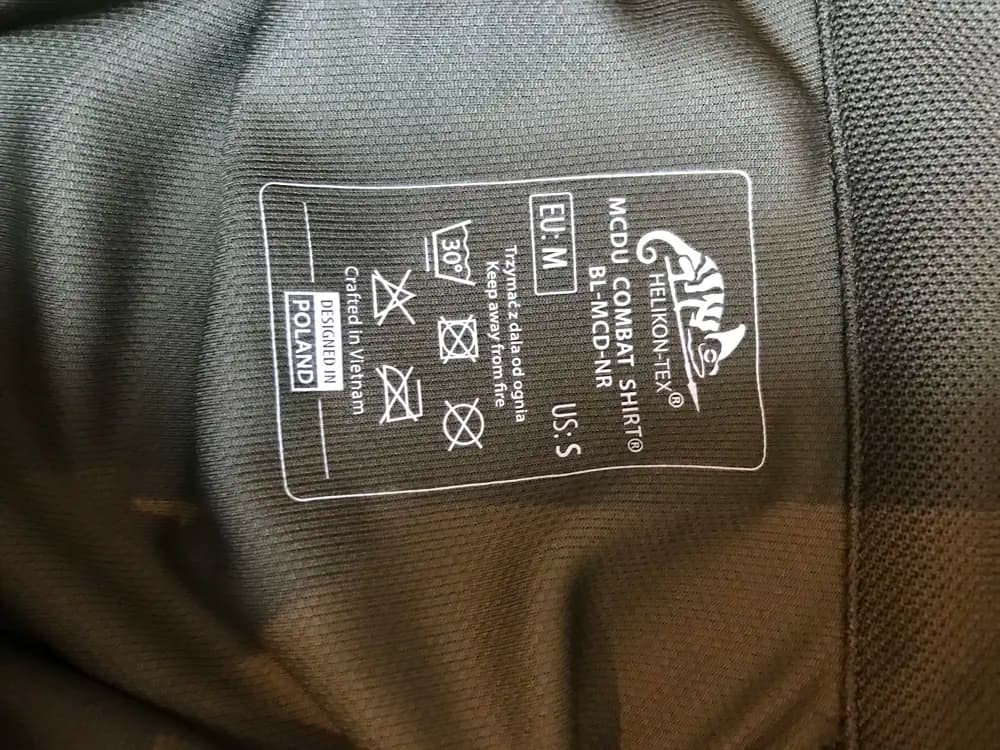 HELIKON-TEX®
MCDU COMBAT SHIRT®
BL-MCD-NR
EU: M
US: S
Trzymać z dala od ognia
Keep away from fire
30°
Crafted in Vietnam
DESIGNED IN
POLAND